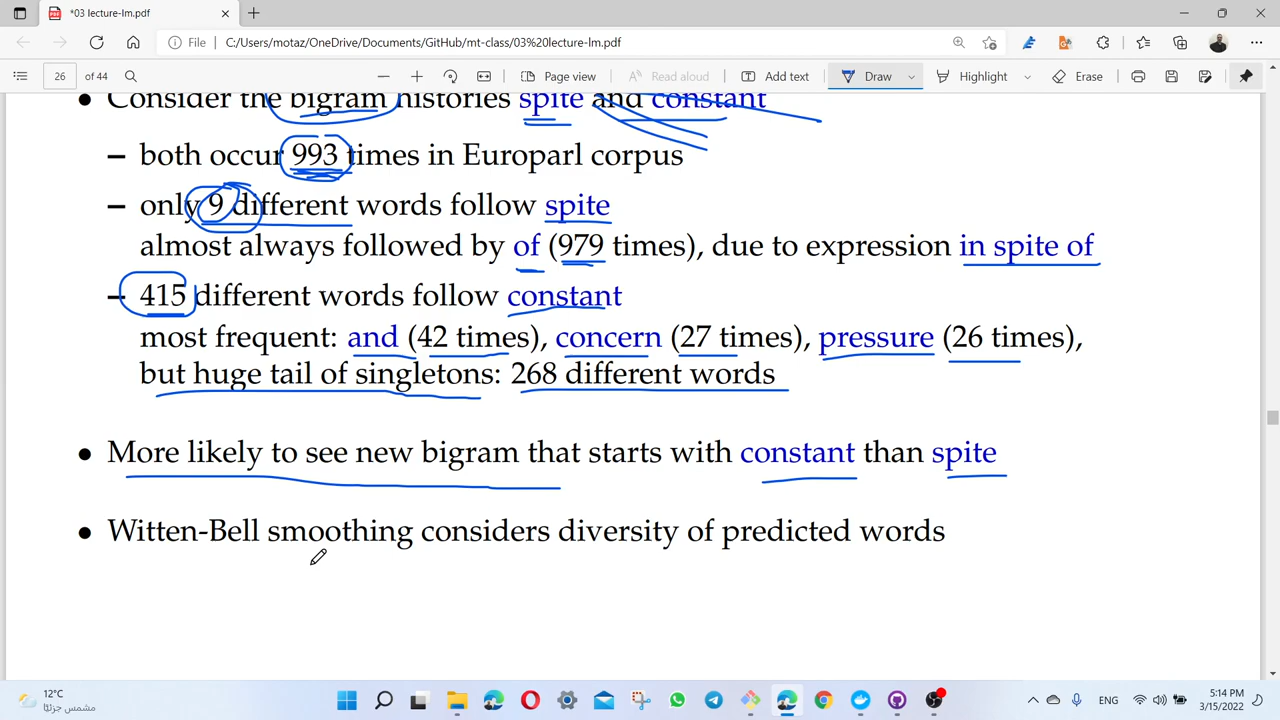 *03 lecture-lm.pdf
File
C:/Users/motaz/OneDrive/Documents/GitHub/mt-class/03%20lecture-lm.pdf
26 of 44
Page view
Read aloud
Add text
Draw
Highlight
Erase
• Consider the bigram histories spite and constant
– both occur 993 times in Europarl corpus
– only 9 different words follow spite
almost always followed by of (979 times), due to expression in spite of
– 415 different words follow constant
most frequent: and (42 times), concern (27 times), pressure (26 times),
but huge tail of singletons: 268 different words
• More likely to see new bigram that starts with constant than spite
• Witten-Bell smoothing considers diversity of predicted words
12°C
مشمس جزئيًا
ENG
5:14 PM
3/15/2022